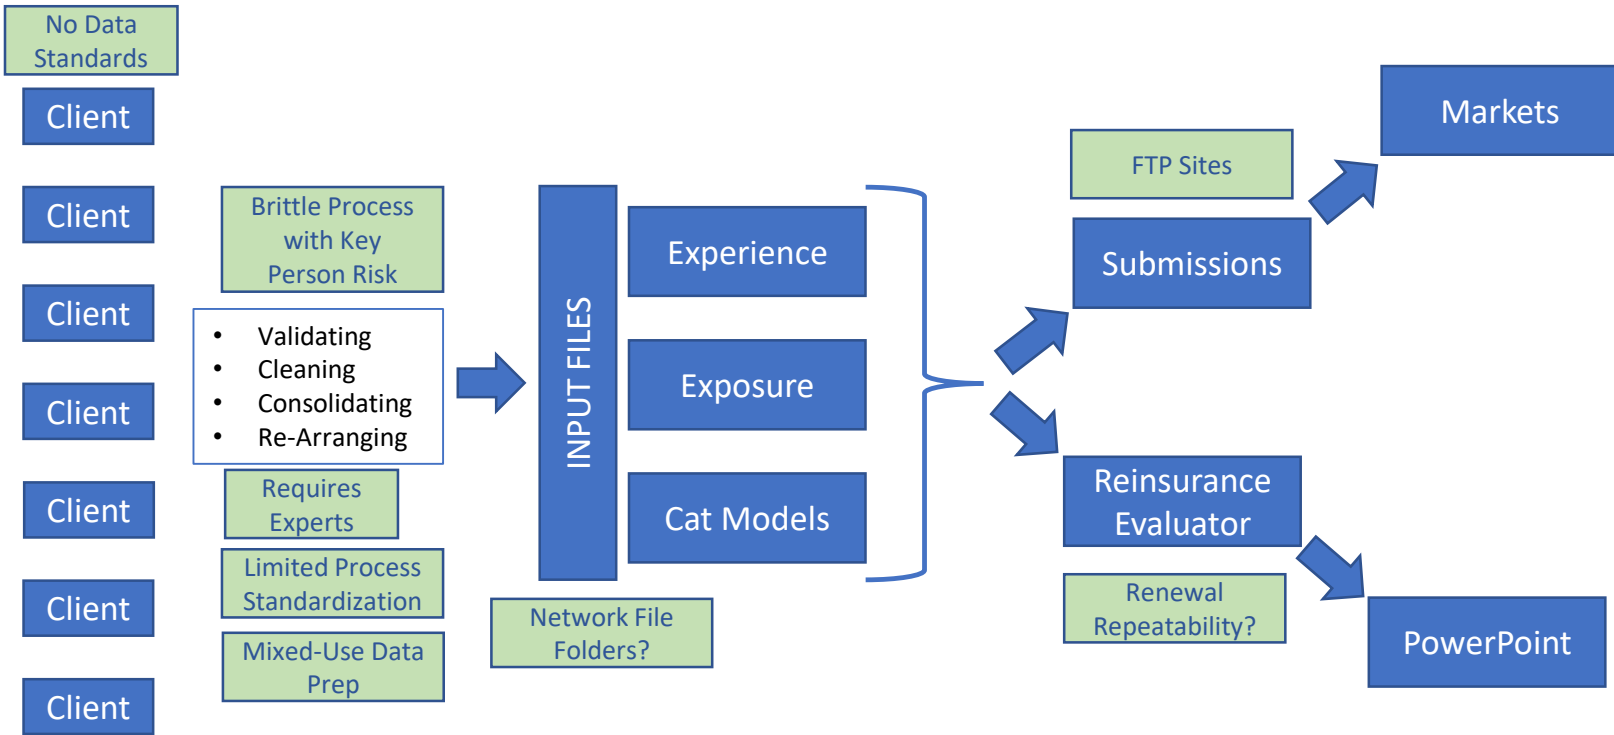 No Data
Standards
Client
Client
Client
Client
Client
Client
Client
Brittle Process
with Key
Person Risk
• Validating
• Cleaning
• Consolidating
• Re-Arranging
Requires
Experts
Limited Process
Standardization
Mixed-Use Data
Prep
INPUT FILES
Network File
Folders?
Experience
Exposure
Cat Models
FTP Sites
Submissions
Markets
Reinsurance
Evaluator
Renewal
Repeatability?
PowerPoint